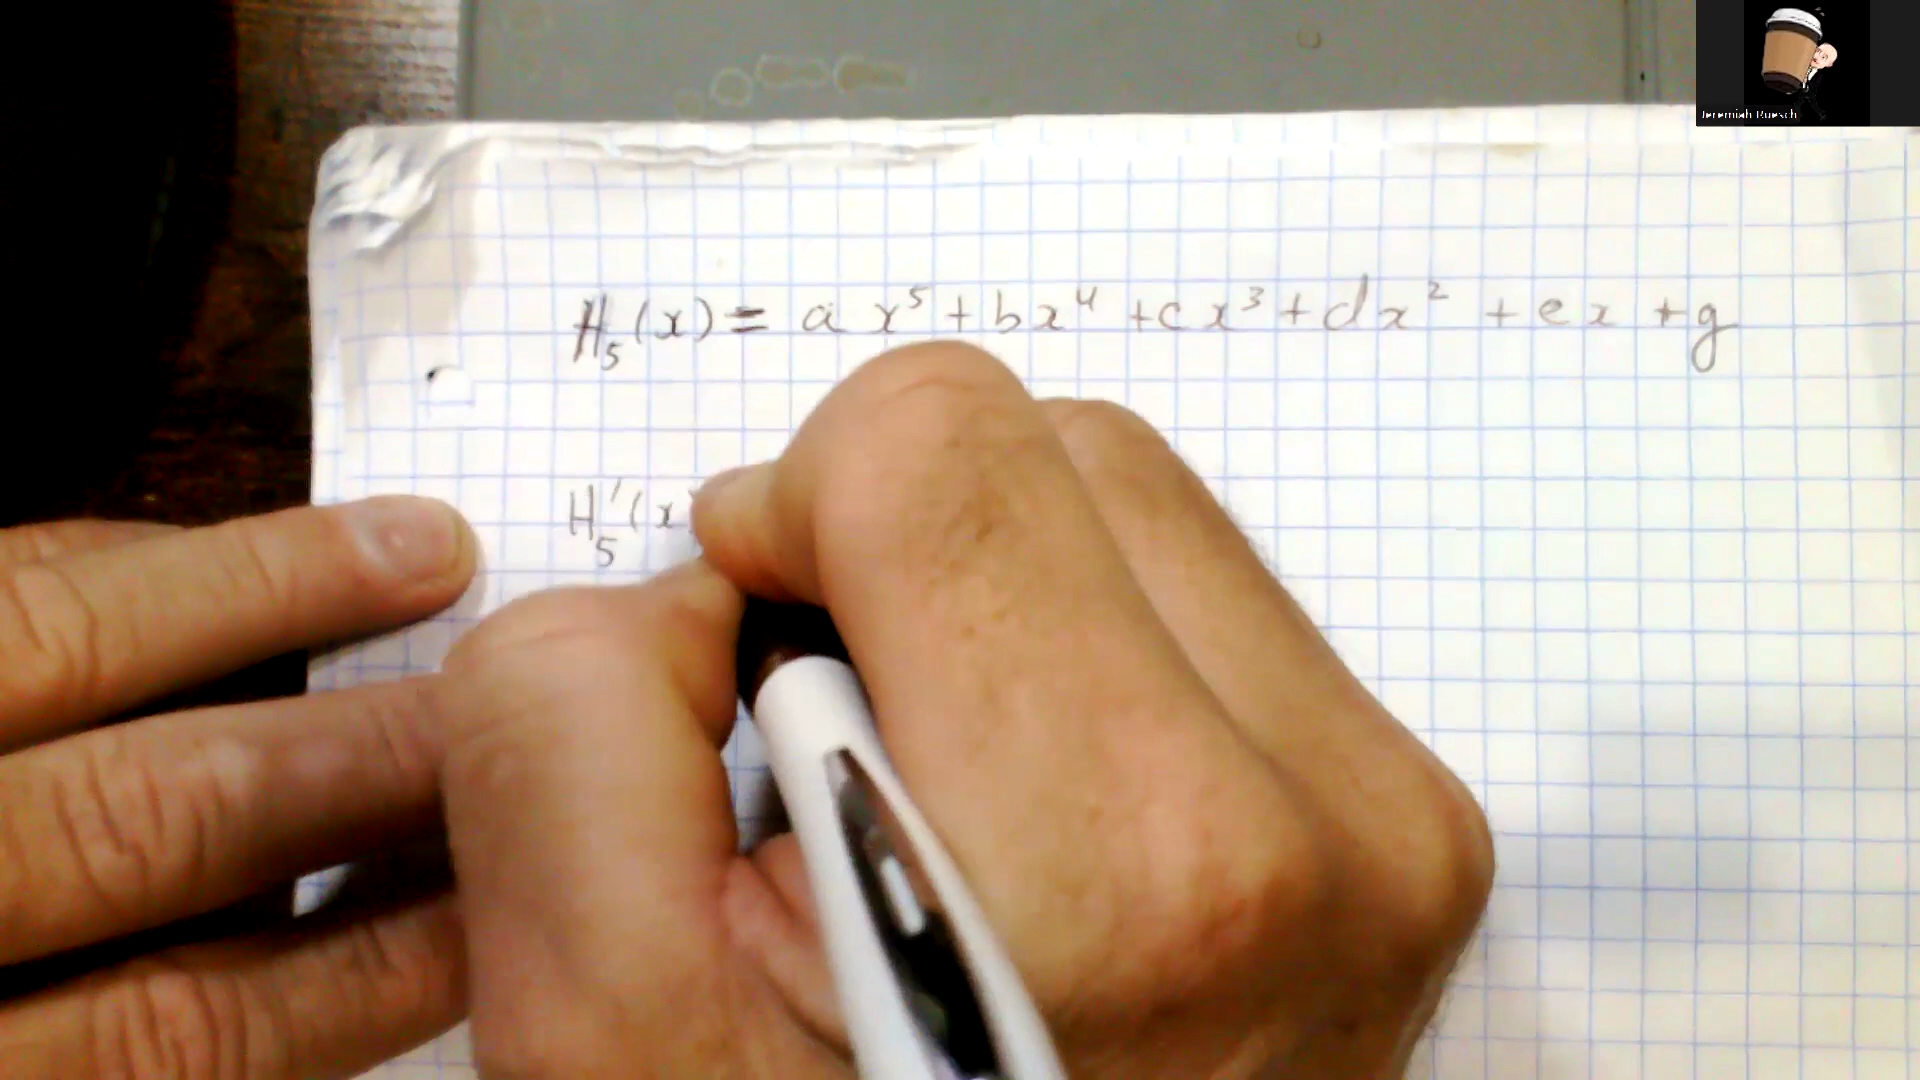 Jeremiah Ruesch
H₅(x) = ax⁵ + bx⁴ + cx³ + dx² + ex + g
H₅'(x